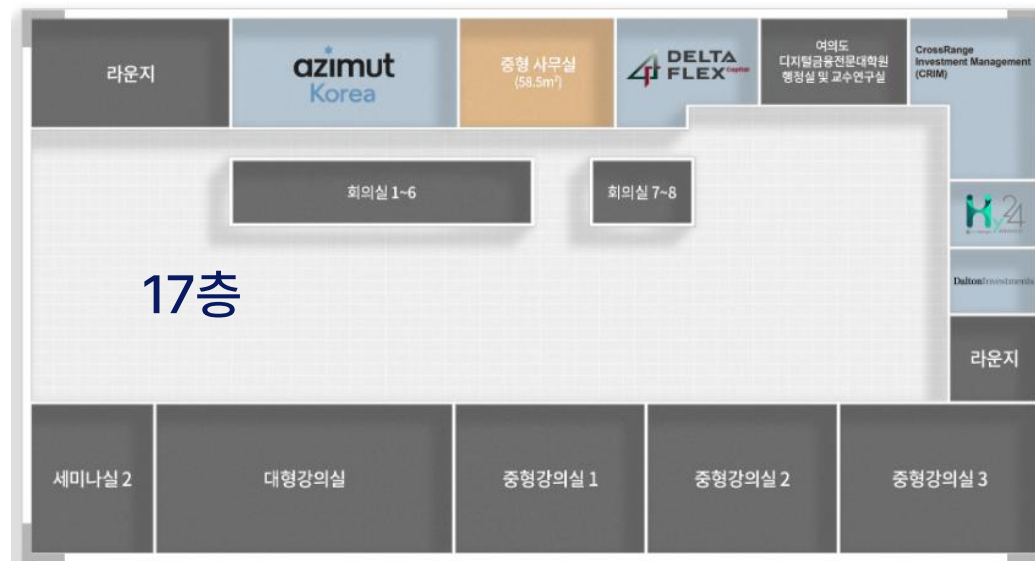 라운지
azimut
Korea
중형 사무실
(58.5m²)
DELTA
FLEX Capital
여의도
디지털금융전문대학원
행정실 및 교수연구실
CrossRange
Investment Management
(CRIM)
회의실 1~6
회의실 7~8
Hy24
17층
DaltonInvestments
라운지
세미나실 2
대형강의실
중형강의실 1
중형강의실 2
중형강의실 3